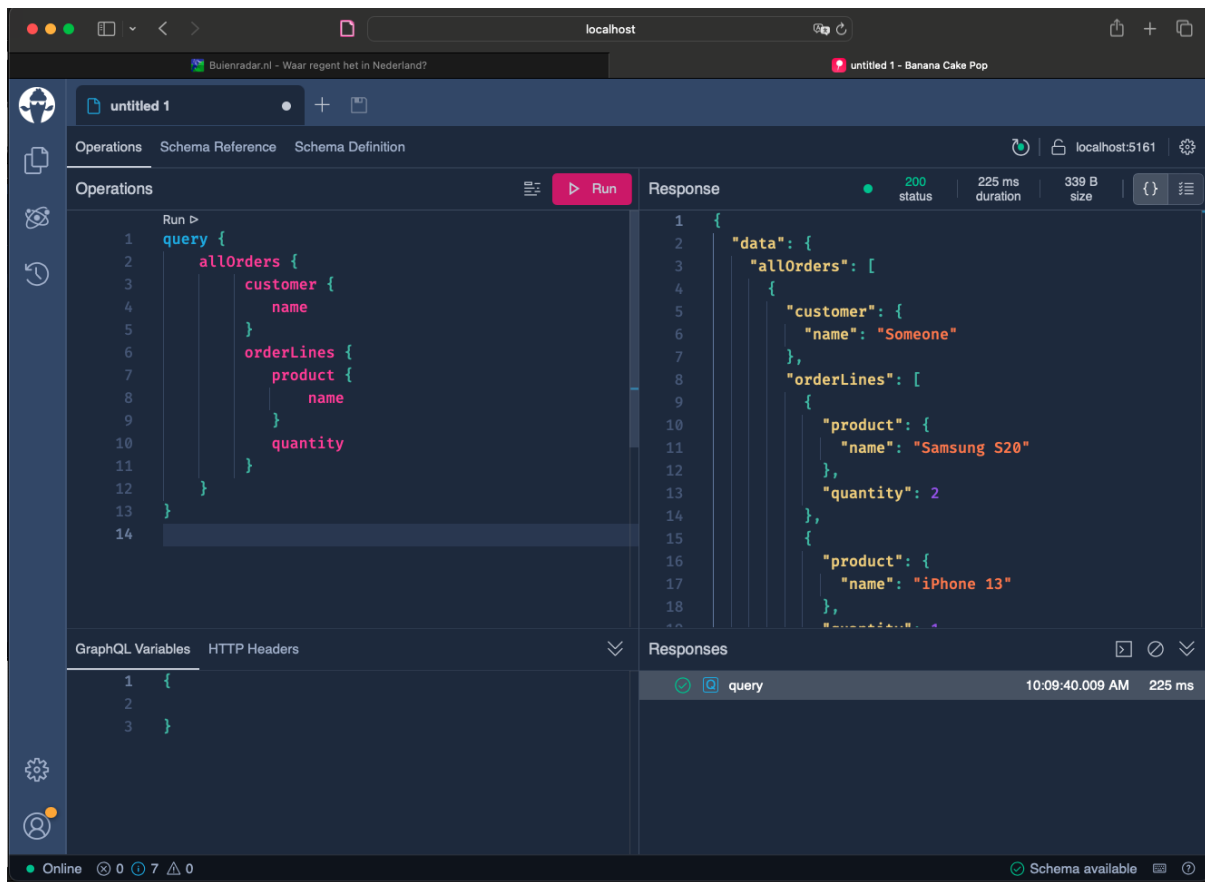 localhost
Buienradar.nl - Waar regent het in Nederland?
untitled 1 - Banana Cake Pop
untitled 1
Operations Schema Reference Schema Definition
localhost:5161
Operations
Run
Response
200 status
225 ms duration
339 B size
{}
Run ▷
1 query {
2 allOrders {
3 customer {
4 name
5 }
6 orderLines {
7 product {
8 name
9 }
10 quantity
11 }
12 }
13 }
14
1 {
2 "data": {
3 "allOrders": [
4 {
5 "customer": {
6 "name": "Someone"
7 },
8 "orderLines": [
9 {
10 "product": {
11 "name": "Samsung S20"
12 },
13 "quantity": 2
14 },
15 {
16 "product": {
17 "name": "iPhone 13"
18 },
GraphQL Variables HTTP Headers
1 {
2
3 }
Responses
Q query 10:09:40.009 AM 225 ms
Online 0 7 0
Schema available